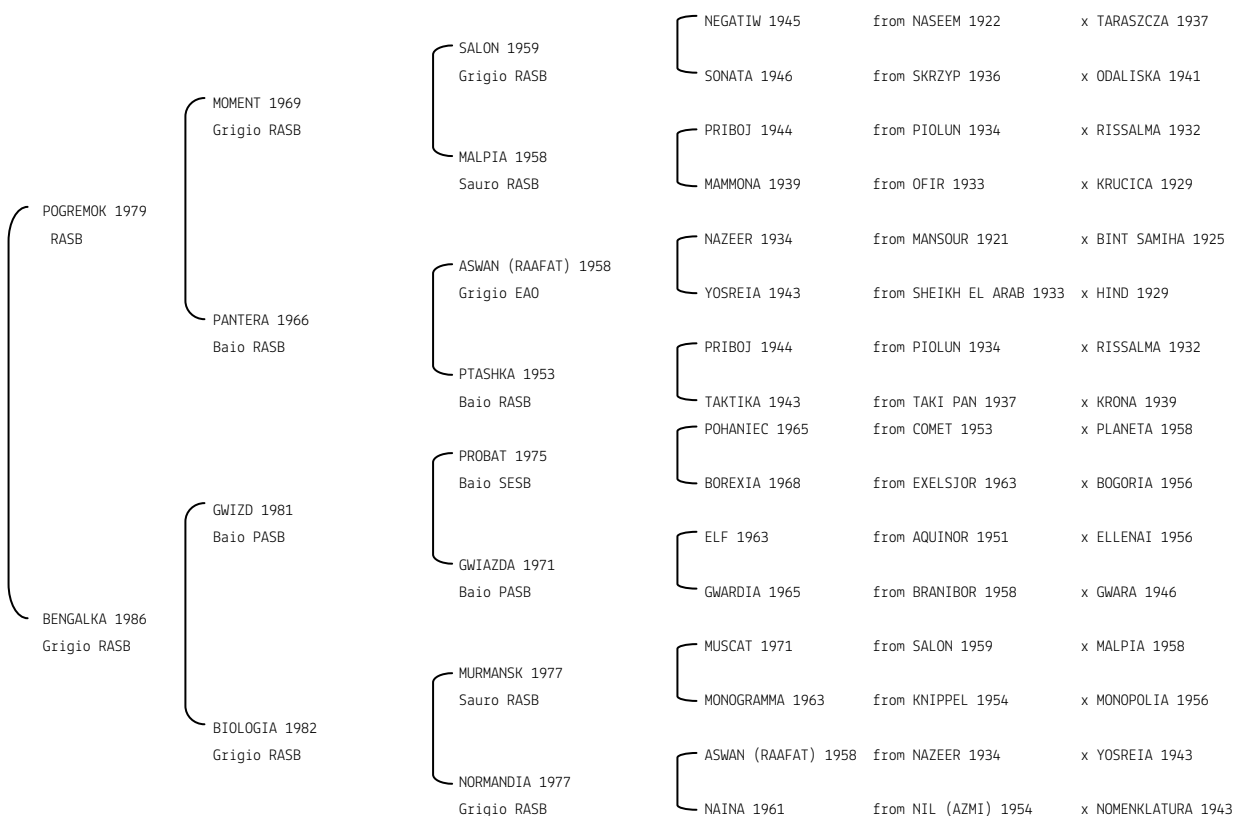 NEGATIW 1945 from NASEEM 1922 x TARASZCZA 1937
SALON 1959
Grigio RASB
SONATA 1946 from SKRZYP 1936 x ODALISKA 1941
MOMENT 1969
Grigio RASB
PRIBOJ 1944 from PIOLUN 1934 x RISSALMA 1932
MALPIA 1958
Sauro RASB
MAMMONA 1939 from OFIR 1933 x KRUCICA 1929
POGREMOK 1979
RASB
NAZEER 1934 from MANSOUR 1921 x BINT SAMIHA 1925
ASWAN (RAAFAT) 1958
Grigio EAO
YOSREIA 1943 from SHEIKH EL ARAB 1933 x HIND 1929
PANTERA 1966
Baio RASB
PRIBOJ 1944 from PIOLUN 1934 x RISSALMA 1932
PTASHKA 1953
Baio RASB
TAKTIKA 1943 from TAKI PAN 1937 x KRONA 1939
POHANIEC 1965 from COMET 1953 x PLANETA 1958
PROBAT 1975
Baio SESB
BOREXIA 1968 from EXELSJOR 1963 x BOGORIA 1956
GWIZD 1981
Baio PASB
ELF 1963 from AQUINOR 1951 x ELLENAI 1956
GWIAZDA 1971
Baio PASB
GWARDIA 1965 from BRANIBOR 1958 x GWARA 1946
BENGALKA 1986
Grigio RASB
MUSCAT 1971 from SALON 1959 x MALPIA 1958
MURMANSK 1977
Sauro RASB
MONOGRAMMA 1963 from KNIPPEL 1954 x MONOPOLIA 1956
BIOLOGIA 1982
Grigio RASB
ASWAN (RAAFAT) 1958 from NAZEER 1934 x YOSREIA 1943
NORMANDIA 1977
Grigio RASB
NAINA 1961 from NIL (AZMI) 1954 x NOMENKLATURA 1943